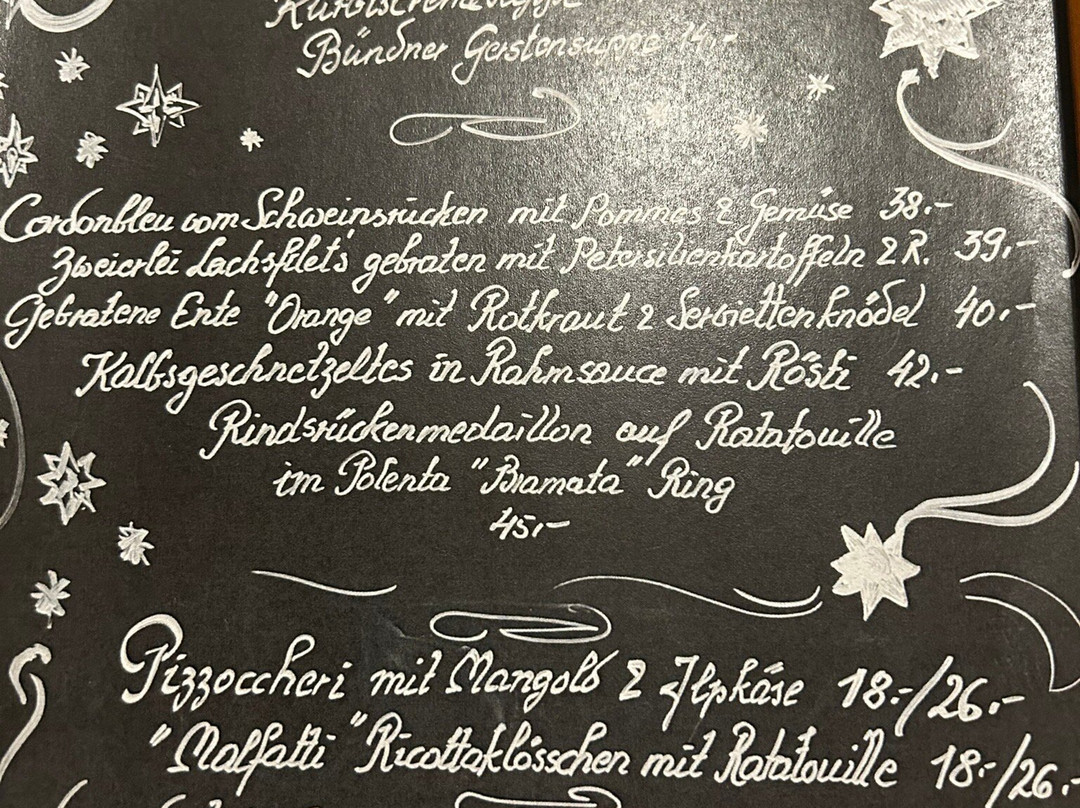 Kürbiscremesuppe
Bündner Gerstensuppe 14.-
Cordonbleu vom Schweinsrücken mit Pommes & Gemüse 38.-
Zweierlei Lachsfilet's gebraten mit Petersilienkartoffeln & R. 39.-
Gebratene Ente "Orange" mit Rotkraut & Serviettenknödel 40.-
Kalbsgeschnetzeltes in Rahmsauce mit Rösti 42.-
Rindsrückenmedaillon auf Ratatouille
im Polenta "Bramata" Ring
45.-
Pizzoccheri mit Mangold & Alpkäse 18.-/26.-
"Malfatti" Ricottaklösschen mit Ratatouille 18.-/26.-